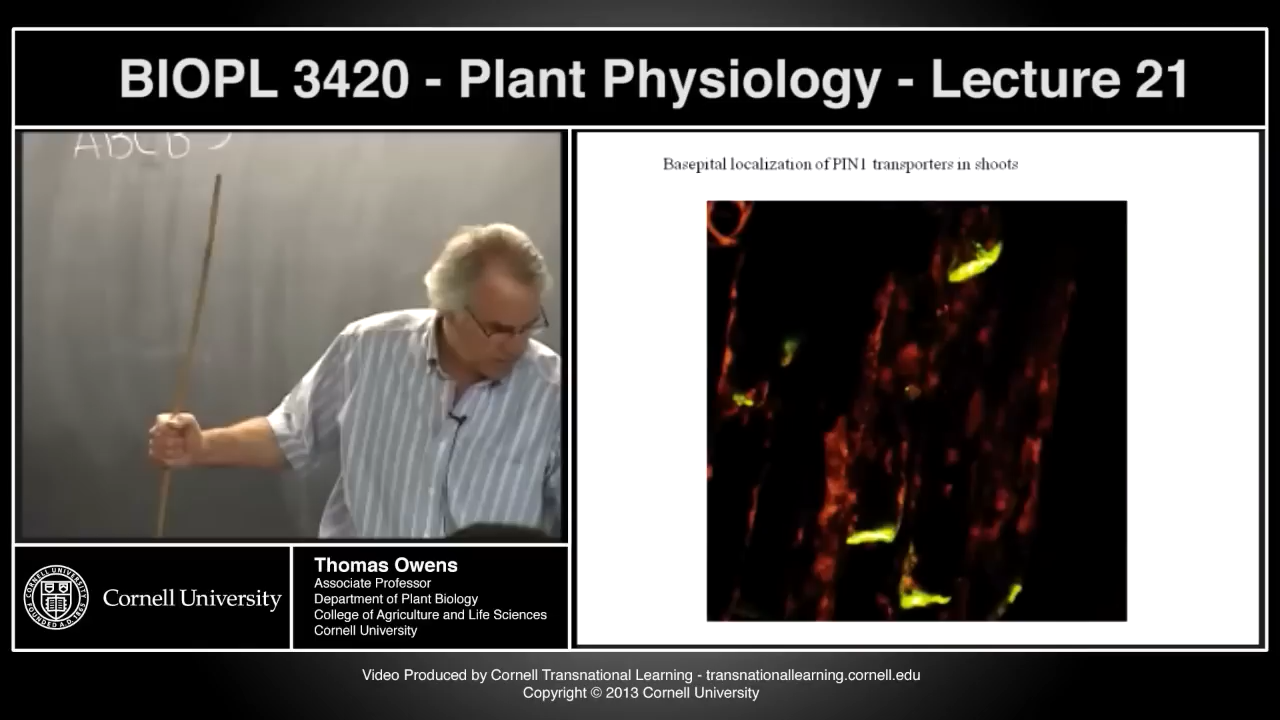 BIOPL 3420 - Plant Physiology - Lecture 21
ABCB
Basepital localization of PIN1 transporters in shoots
Cornell University
Thomas Owens
Associate Professor
Department of Plant Biology
College of Agriculture and Life Sciences
Cornell University
Video Produced by Cornell Transnational Learning - transnationallearning.cornell.edu
Copyright © 2013 Cornell University